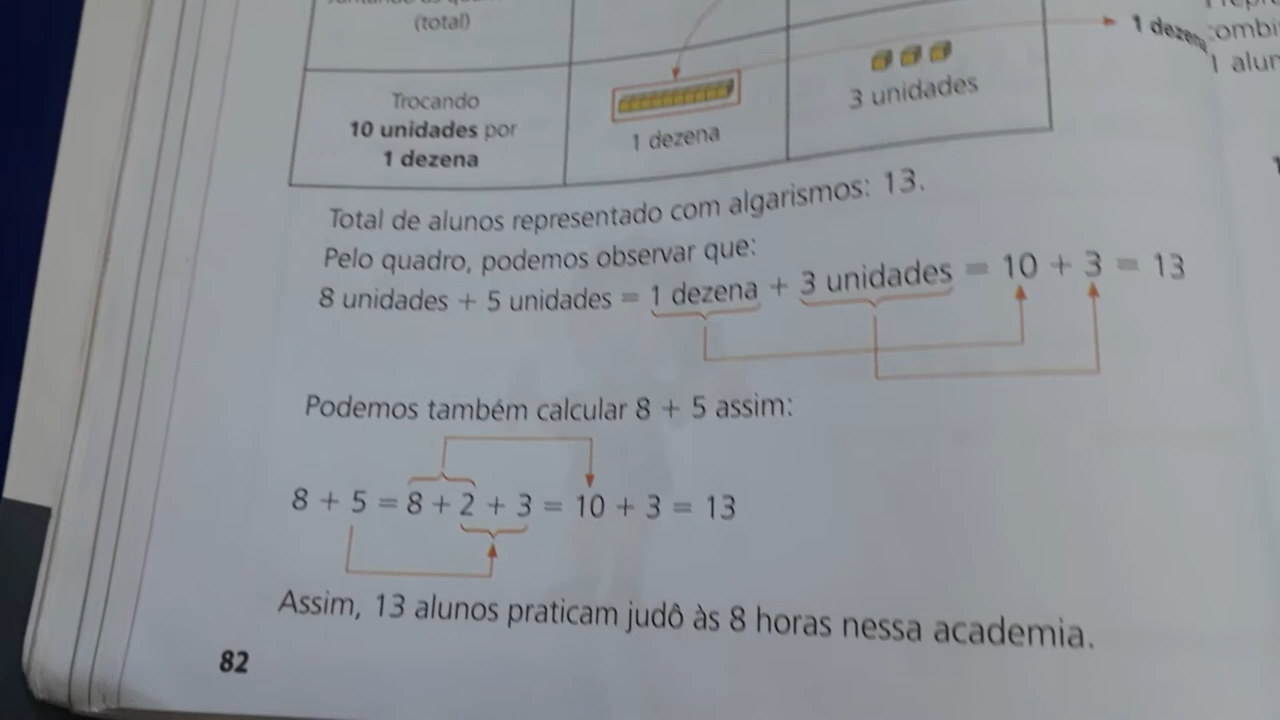 (total)
1 dezena
1 alun
Trocando
10 unidades por
1 dezena
1 dezena
3 unidades
Total de alunos representado com algarismos: 13.
Pelo quadro, podemos observar que:
8 unidades + 5 unidades = 1 dezena + 3 unidades = 10 + 3 = 13
Podemos também calcular 8 + 5 assim:
8 + 5 = 8 + 2 + 3 = 10 + 3 = 13
Assim, 13 alunos praticam judô às 8 horas nessa academia.
82